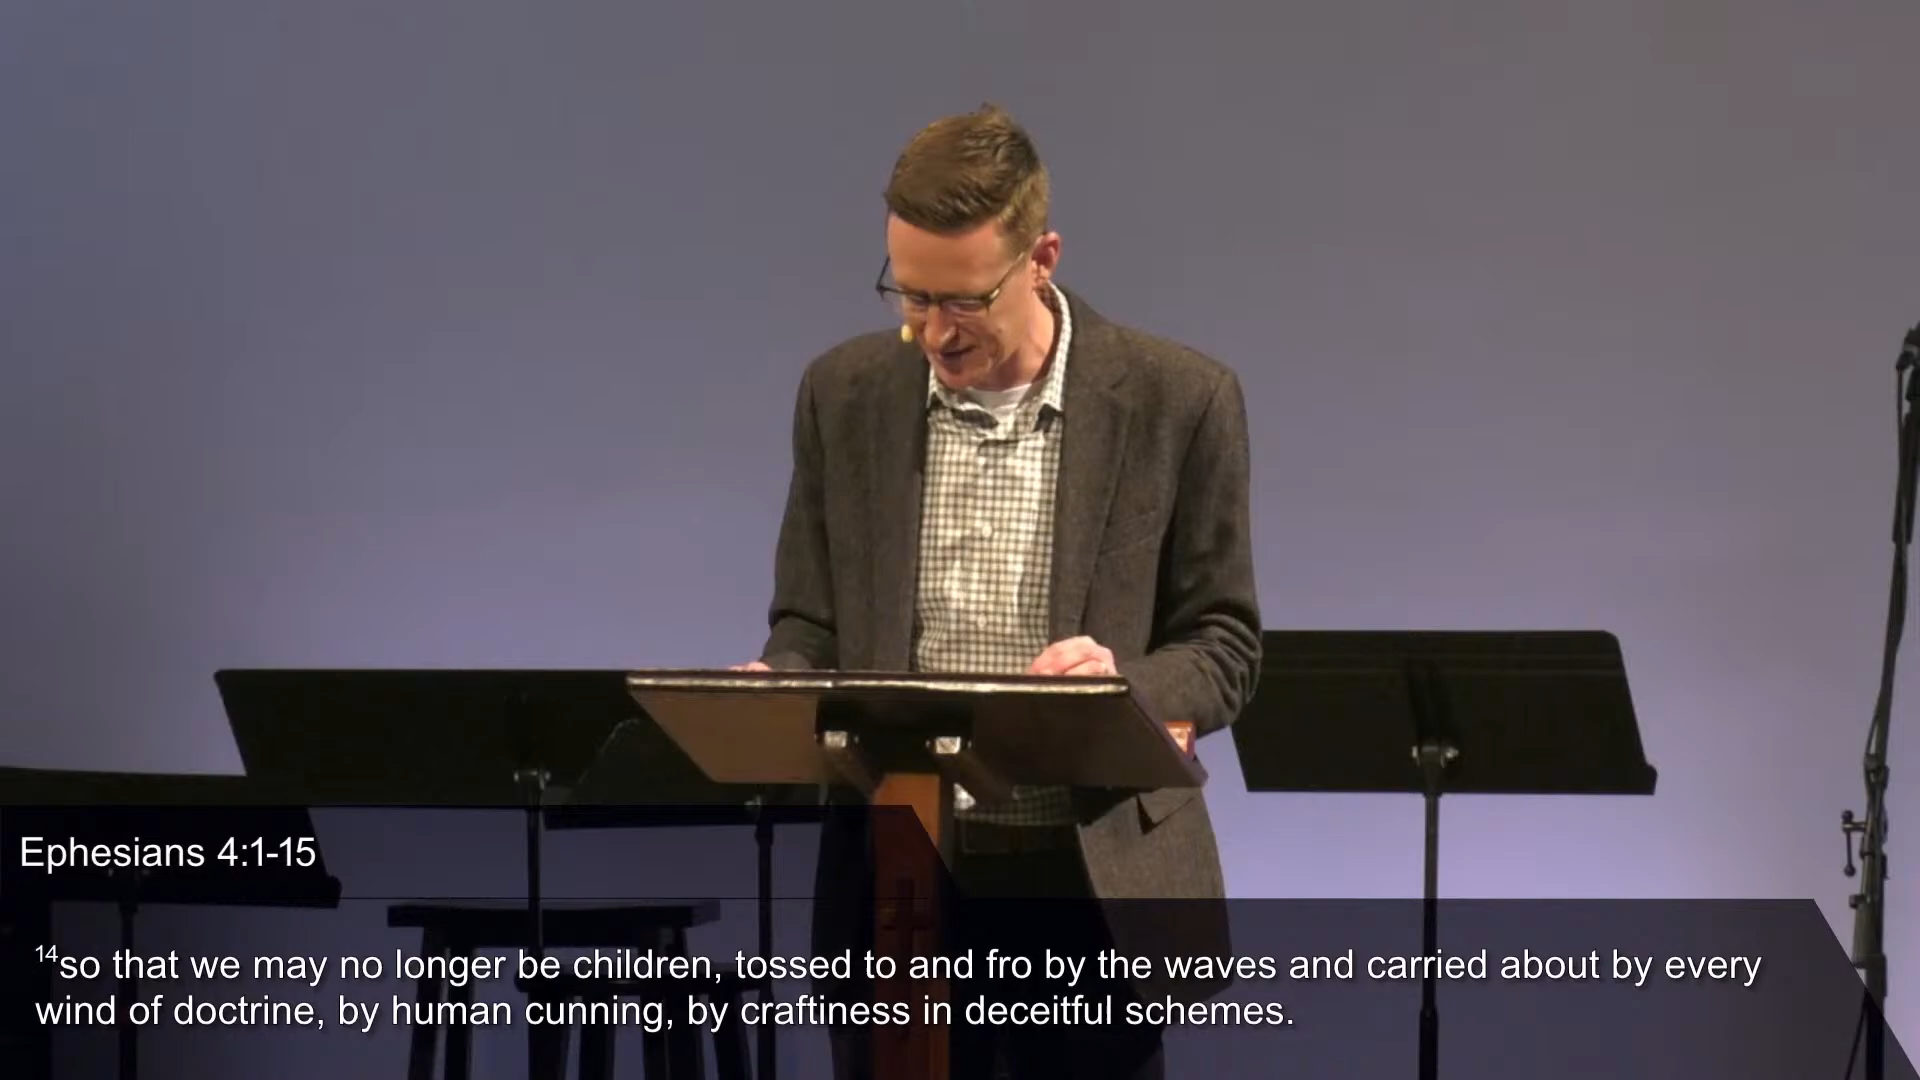 Ephesians 4:1-15
14so that we may no longer be children, tossed to and fro by the waves and carried about by every
wind of doctrine, by human cunning, by craftiness in deceitful schemes.